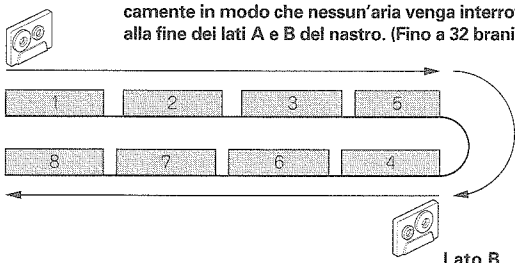 camente in modo che nessun'aria venga interro
alla fine dei lati A e B del nastro. (Fino a 32 brani
1 2 3 5
8 7 6 4
Lato B